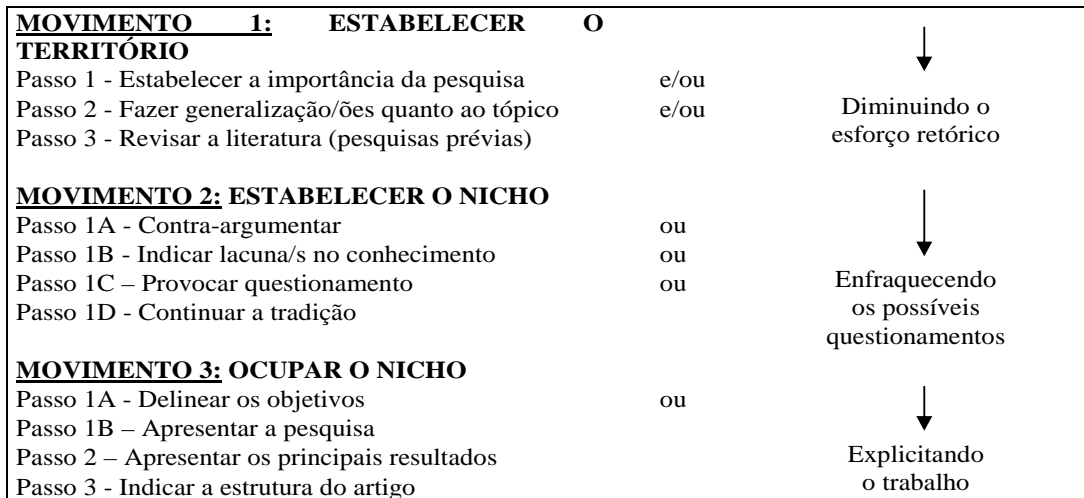 MOVIMENTO 1: ESTABELECER O
TERRITÓRIO
Passo 1 - Estabelecer a importância da pesquisa e/ou
Passo 2 - Fazer generalização/ões quanto ao tópico e/ou
Passo 3 - Revisar a literatura (pesquisas prévias)
Diminuindo o
esforço retórico
MOVIMENTO 2: ESTABELECER O NICHO
Passo 1A - Contra-argumentar ou
Passo 1B - Indicar lacuna/s no conhecimento ou
Passo 1C – Provocar questionamento ou
Passo 1D - Continuar a tradição
Enfraquecendo
os possíveis
questionamentos
MOVIMENTO 3: OCUPAR O NICHO
Passo 1A - Delinear os objetivos ou
Passo 1B – Apresentar a pesquisa
Passo 2 – Apresentar os principais resultados
Passo 3 - Indicar a estrutura do artigo
Explicitando
o trabalho